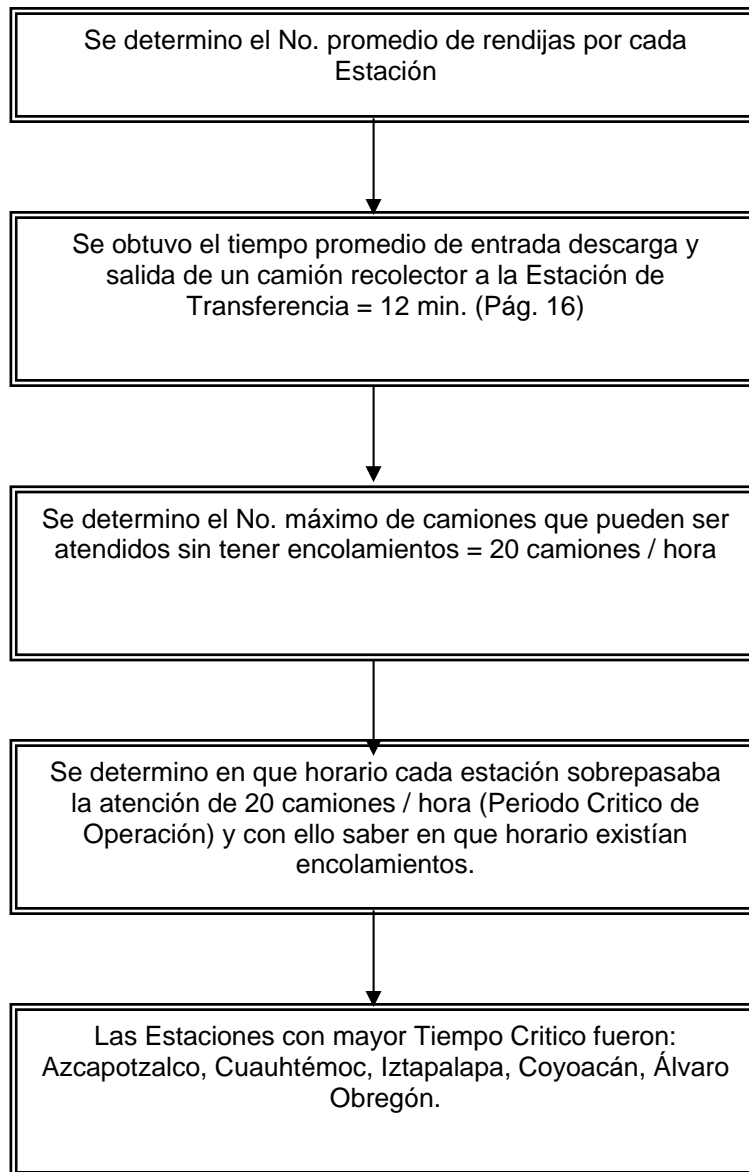 Se determino el No. promedio de rendijas por cada
Estación
Se obtuvo el tiempo promedio de entrada descarga y
salida de un camión recolector a la Estación de
Transferencia = 12 min. (Pág. 16)
Se determino el No. máximo de camiones que pueden ser
atendidos sin tener encolamientos = 20 camiones / hora
Se determino en que horario cada estación sobrepasaba
la atención de 20 camiones / hora (Periodo Critico de
Operación) y con ello saber en que horario existían
encolamientos.
Las Estaciones con mayor Tiempo Critico fueron:
Azcapotzalco, Cuauhtémoc, Iztapalapa, Coyoacán, Álvaro
Obregón.